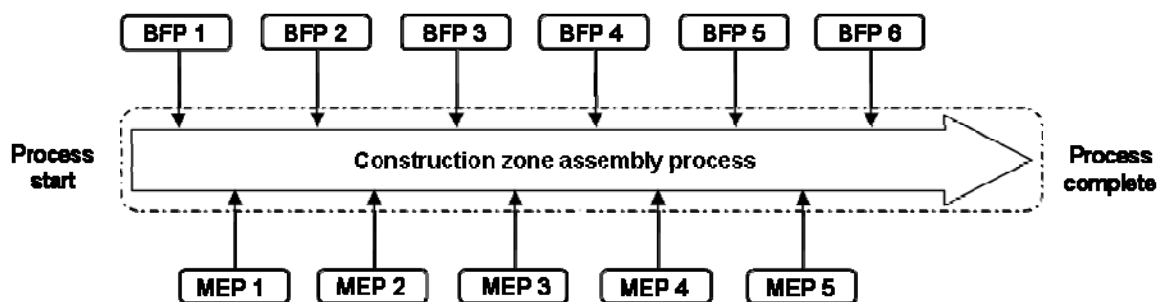 BFP 1
BFP 2
BFP 3
BFP 4
BFP 5
BFP 6
Process
start
Construction zone assembly process
Process
complete
MEP 1
MEP 2
MEP 3
MEP 4
MEP 5